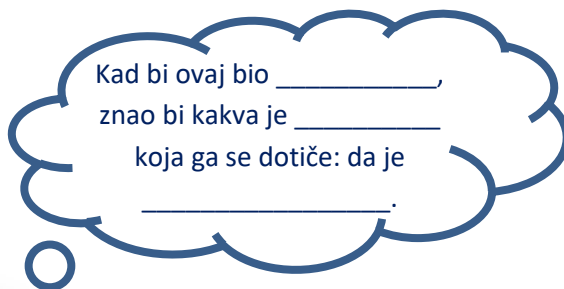 Kad bi ovaj bio ___________,
znao bi kakva je __________
koja ga se dotiče: da je
_________________.